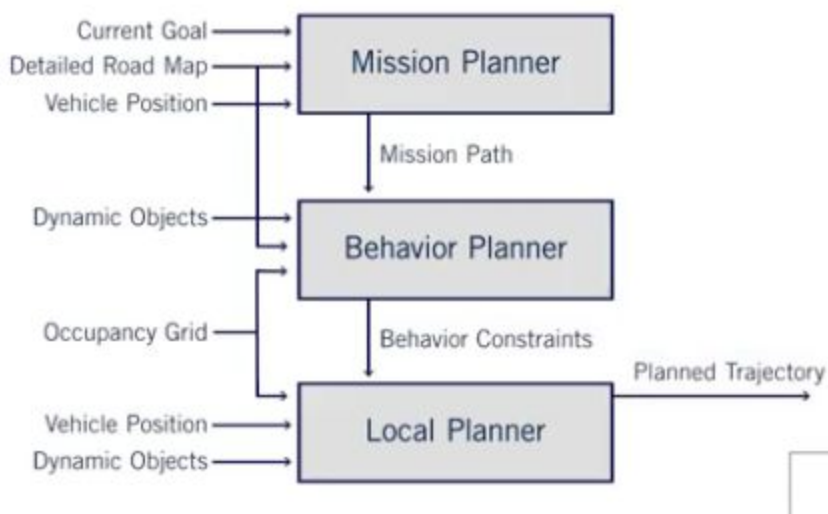 Current Goal
Detailed Road Map
Vehicle Position
Mission Planner
Mission Path
Dynamic Objects
Behavior Planner
Occupancy Grid
Behavior Constraints
Planned Trajectory
Local Planner
Vehicle Position
Dynamic Objects